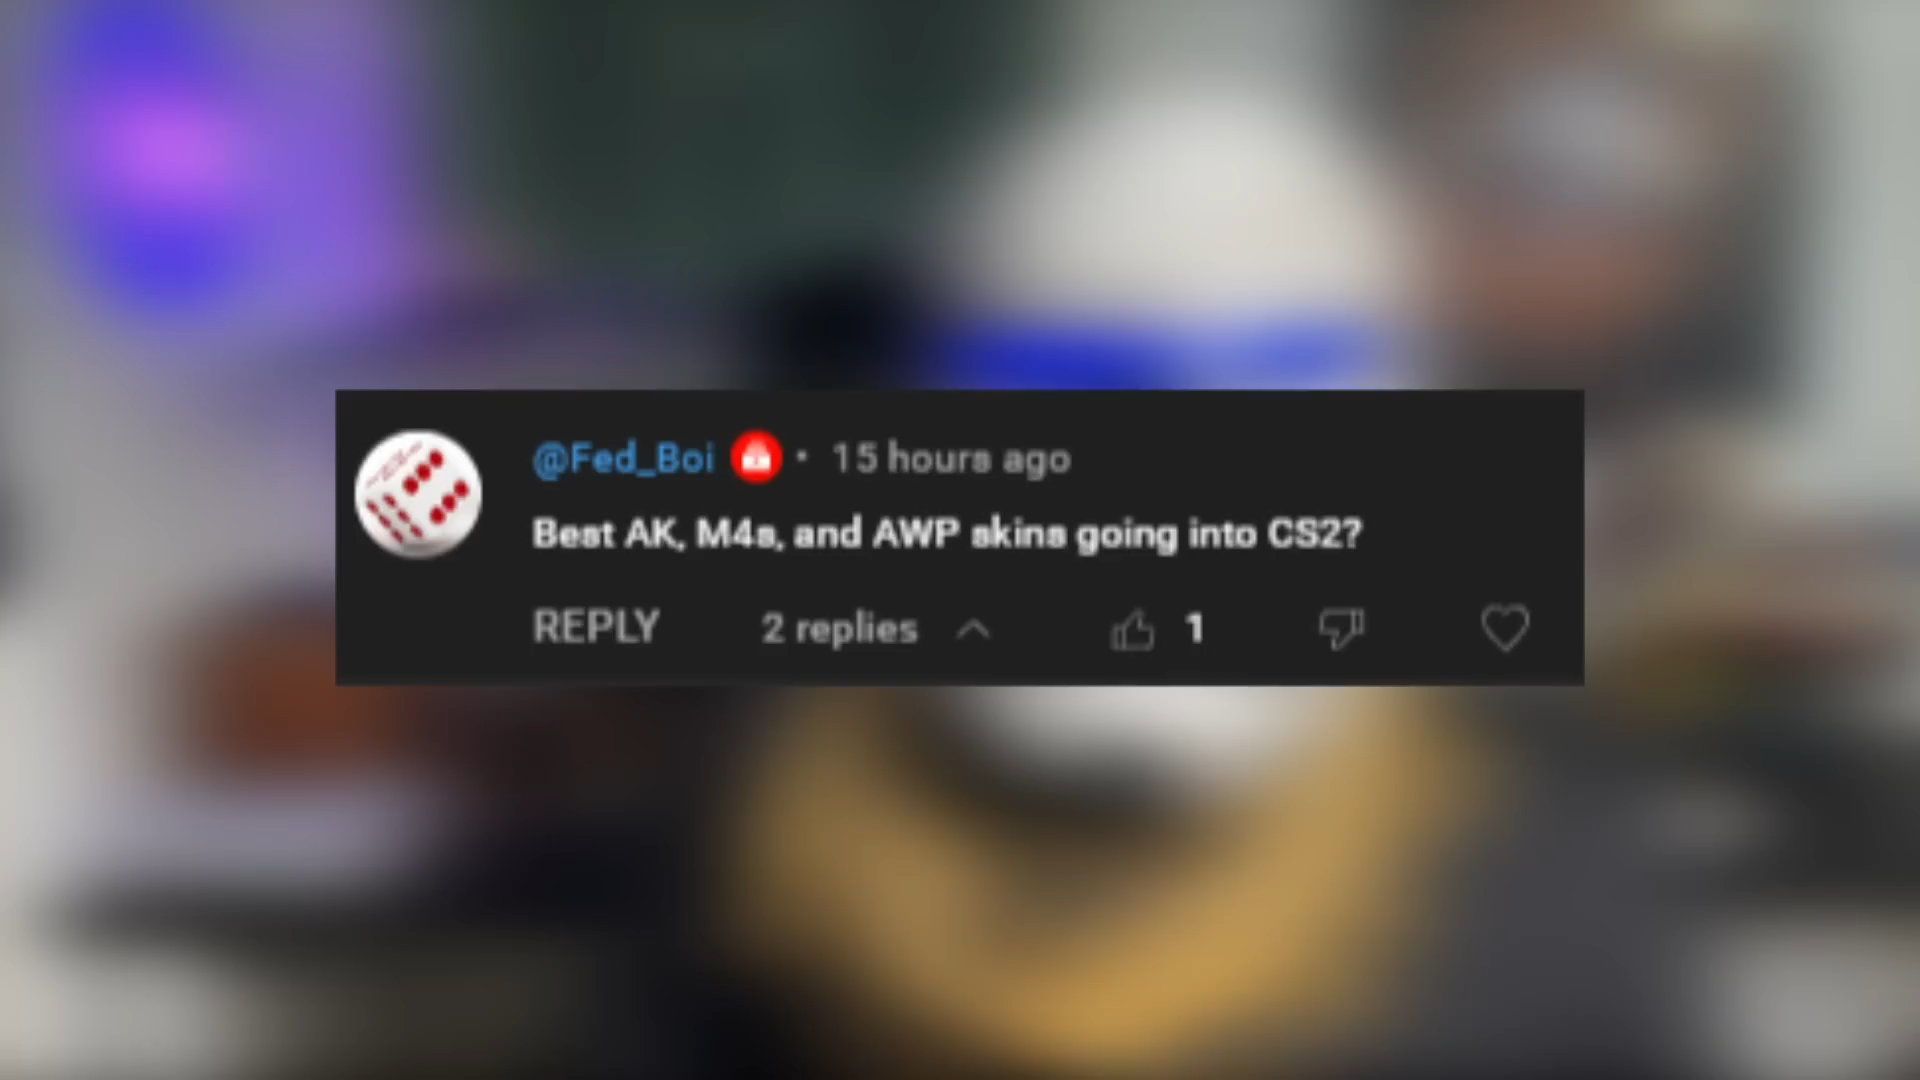 @Fed_Boi • 15 hours ago
Best AK, M4s, and AWP skins going into CS2?
REPLY 2 replies 1